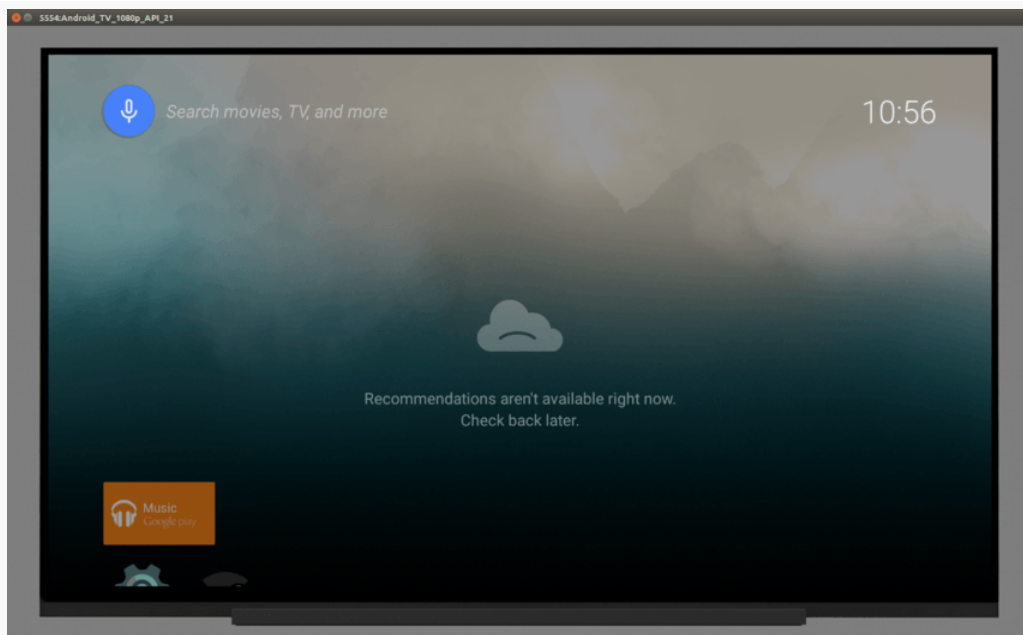 5554:Android_TV_1080p_API_21
Search movies, TV, and more
10:56
Recommendations aren't available right now.
Check back later.
Music
Google play